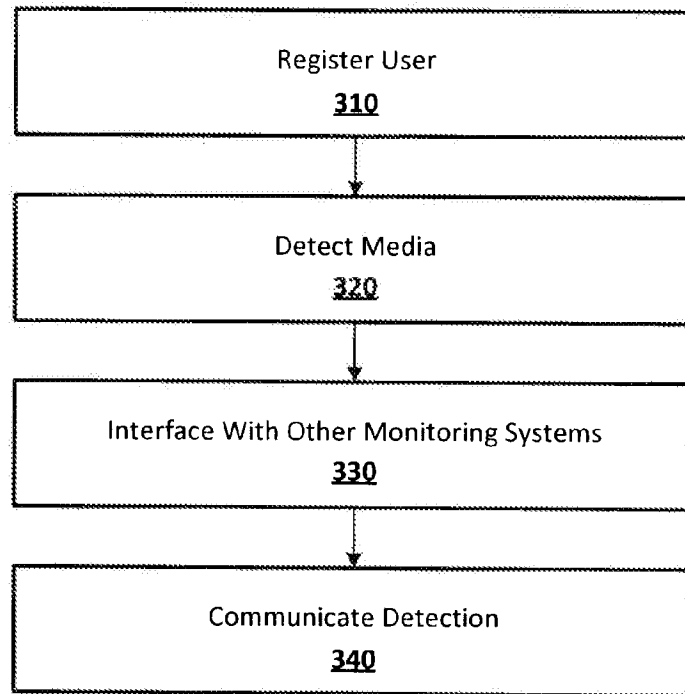 Register User
310
Detect Media
320
Interface With Other Monitoring Systems
330
Communicate Detection
340